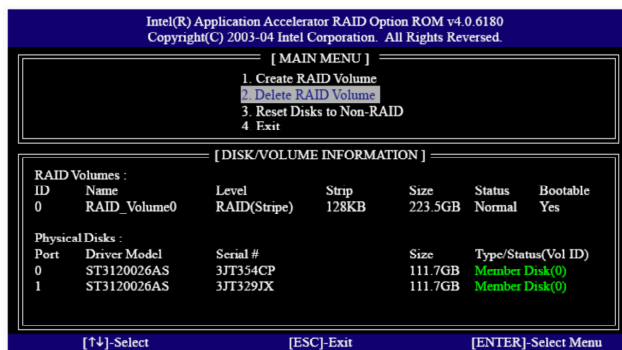 Intel(R) Application Accelerator RAID Option ROM v4.0.6180
Copyright(C) 2003-04 Intel Corporation. All Rights Reversed.
[ MAIN MENU ]
1. Create RAID Volume
2. Delete RAID Volume
3. Reset Disks to Non-RAID
4 Exit
[ DISK/VOLUME INFORMATION ]
RAID Volumes :
ID Name Level Strip Size Status Bootable
0 RAID_Volume0 RAID(Stripe) 128KB 223.5GB Normal Yes
Physical Disks :
Port Driver Model Serial # Size Type/Status(Vol ID)
0 ST3120026AS 3JT354CP 111.7GB Member Disk(0)
1 ST3120026AS 3JT329JX 111.7GB Member Disk(0)
[↑↓]-Select [ESC]-Exit [ENTER]-Select Menu